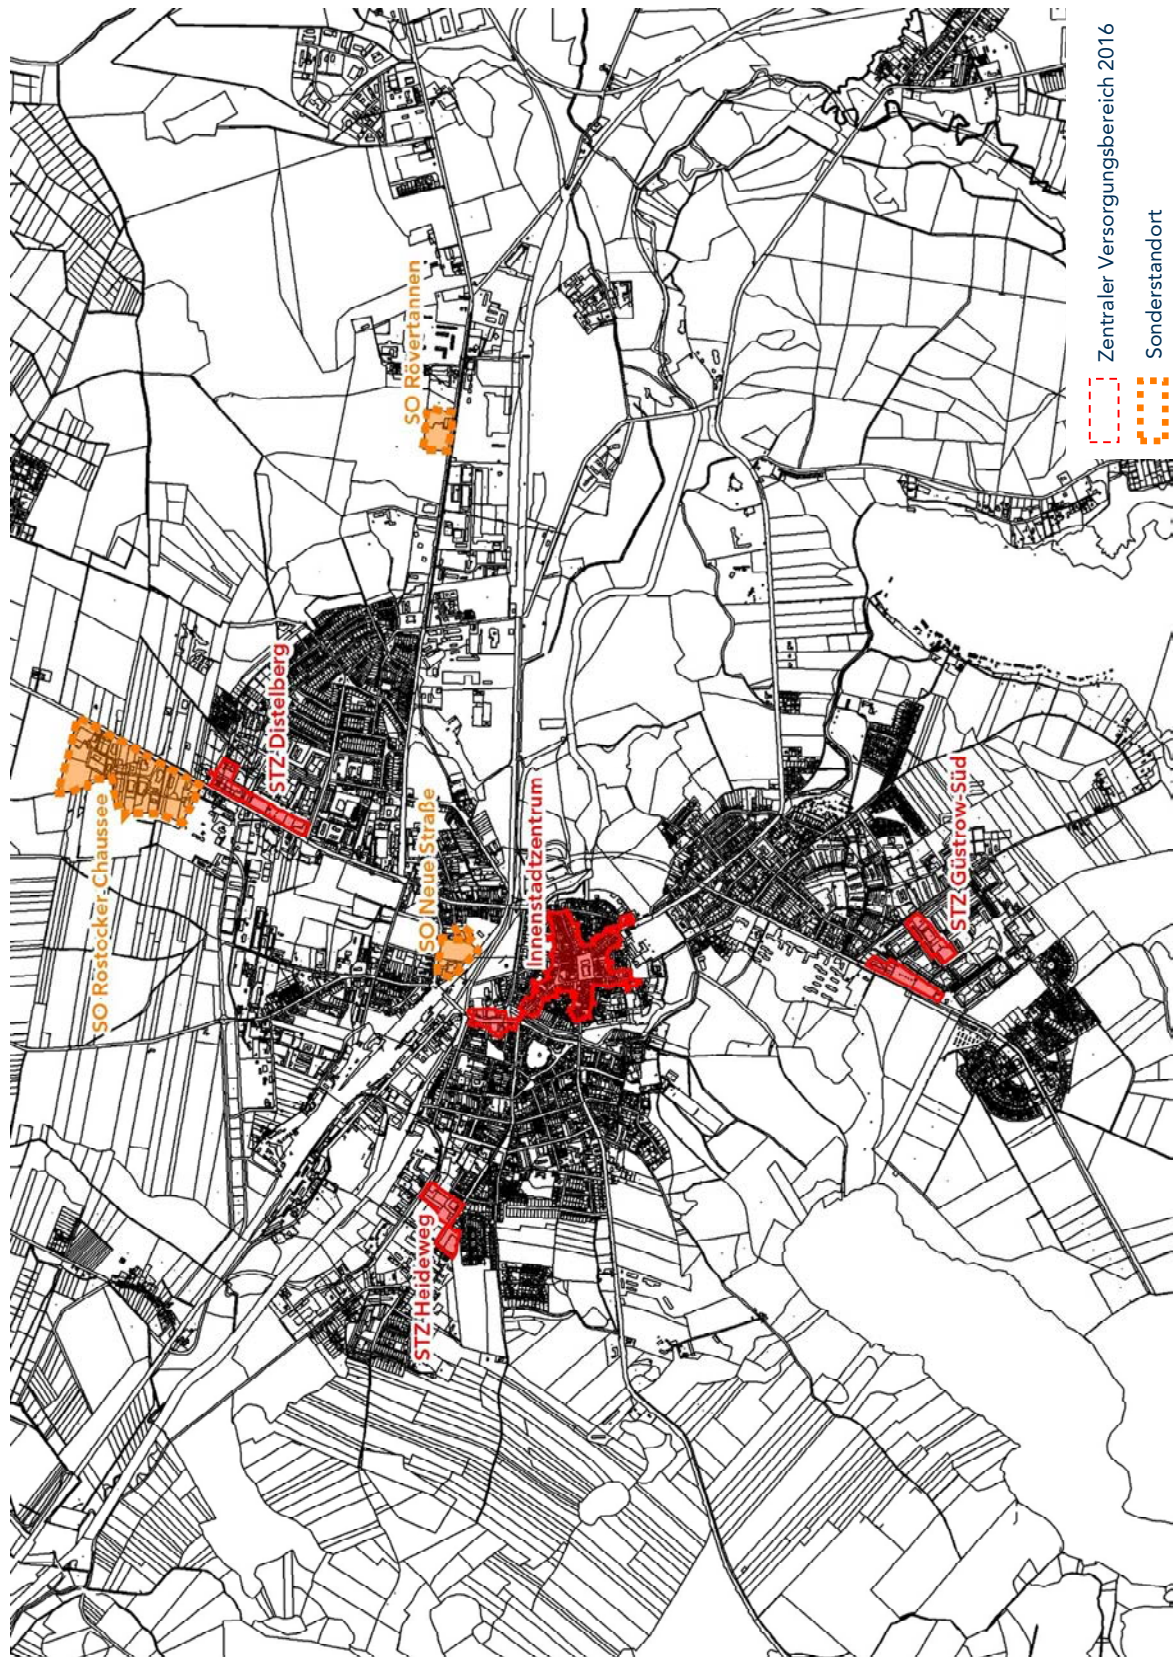 SO Rostocker Chaussee
STZ Distelberg
SO Rövertannen
SO Neue Straße
STZ Heideweg
Innenstadtzentrum
STZ Güstrow-Süd
Zentraler Versorgungsbereich 2016
Sonderstandort